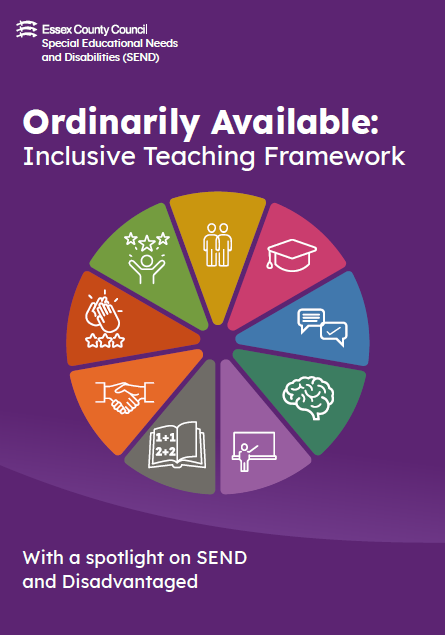 Essex County Council
Special Educational Needs
and Disabilities (SEND)
Ordinarily Available:
Inclusive Teaching Framework
1+1
2+2
With a spotlight on SEND
and Disadvantaged